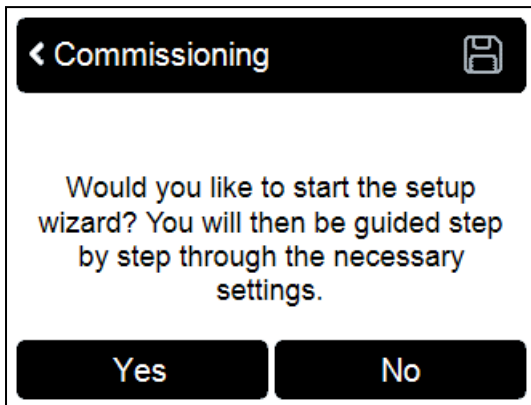 Commissioning
Would you like to start the setup
wizard? You will then be guided step
by step through the necessary
settings.
Yes
No